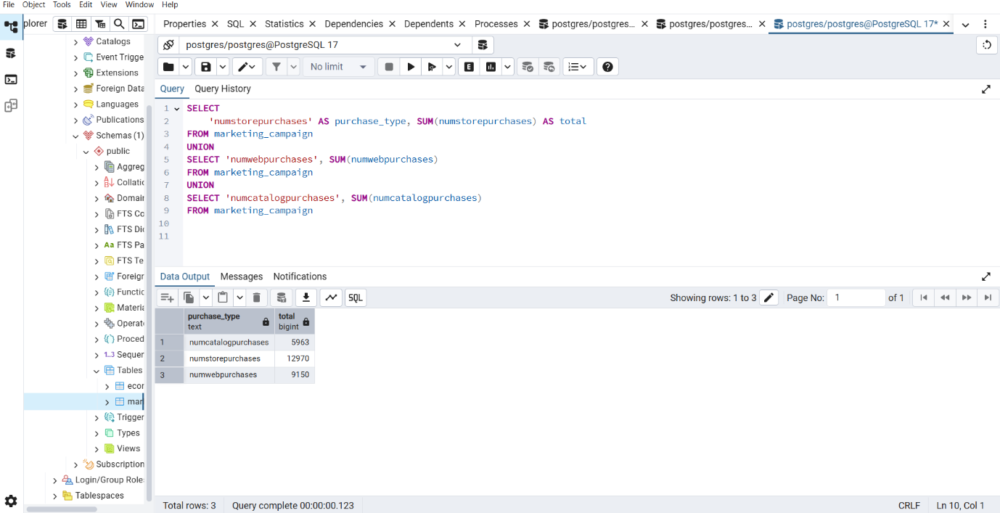 File Object Tools Edit View Window Help
plorer
Properties SQL Statistics Dependencies Dependents Processes postgres/postgres... postgres/postgres... postgres/postgres@PostgreSQL 17*
postgres/postgres@PostgreSQL 17
No limit
Query Query History
1 SELECT
2 'numstorepurchases' AS purchase_type, SUM(numstorepurchases) AS total
3 FROM marketing_campaign
4 UNION
5 SELECT 'numwebpurchases', SUM(numwebpurchases)
6 FROM marketing_campaign
7 UNION
8 SELECT 'numcatalogpurchases', SUM(numcatalogpurchases)
9 FROM marketing_campaign
10
11
Catalogs
Event Trigge
Extensions
Foreign Data
Languages
Publications
Schemas (1)
public
Aggreg
Collatic
Domair
FTS Co
FTS Dic
Aa FTS Pa
FTS Te
Foreigr
Functic
Materia
Operato
Proced
1..3 Sequer
Tables
ecor
mar
Trigger
Types
Views
Subscription
Login/Group Role
Tablespaces
Data Output Messages Notifications
SQL
Showing rows: 1 to 3 Page No: 1 of 1
purchase_type total
text bigint
1 numcatalogpurchases 5963
2 numstorepurchases 12970
3 numwebpurchases 9150
Total rows: 3 Query complete 00:00:00.123 CRLF Ln 10, Col 1